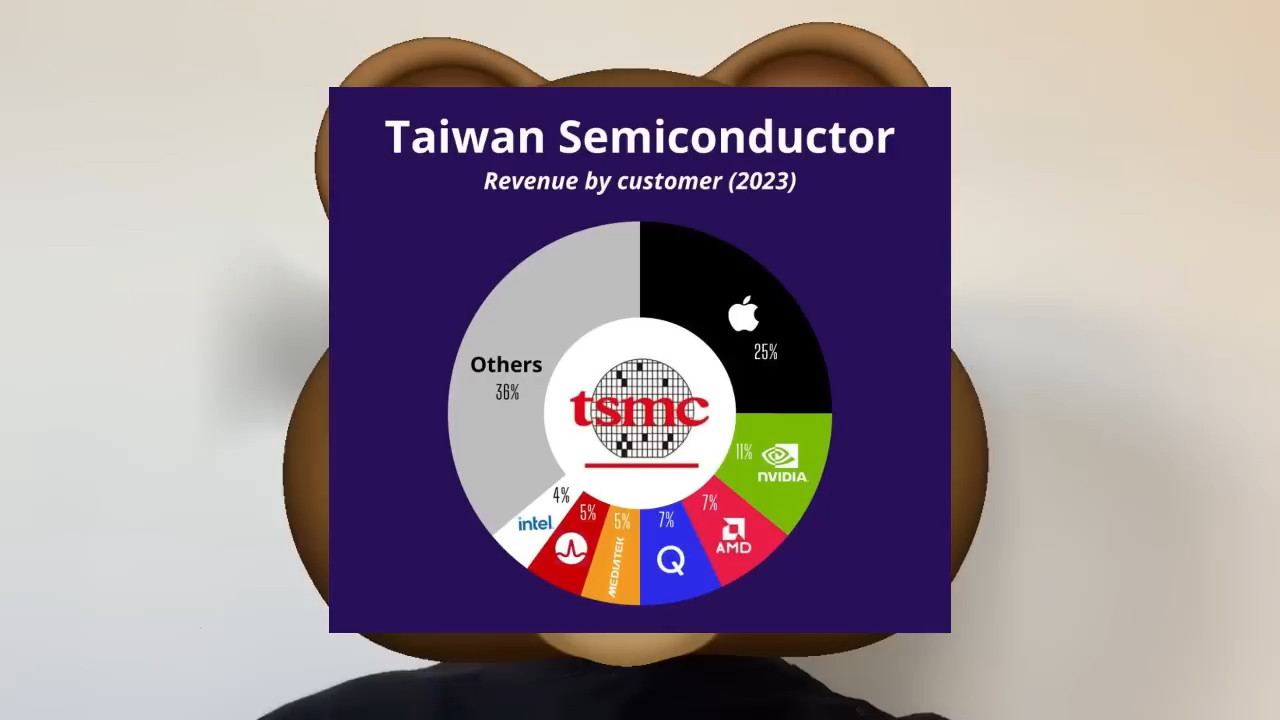 Taiwan Semiconductor
Revenue by customer (2023)
25%
Others
36%
tsmc
11%
NVIDIA
4%
7%
5%
5%
7%
intel
AMD
Q
MEDIATEK